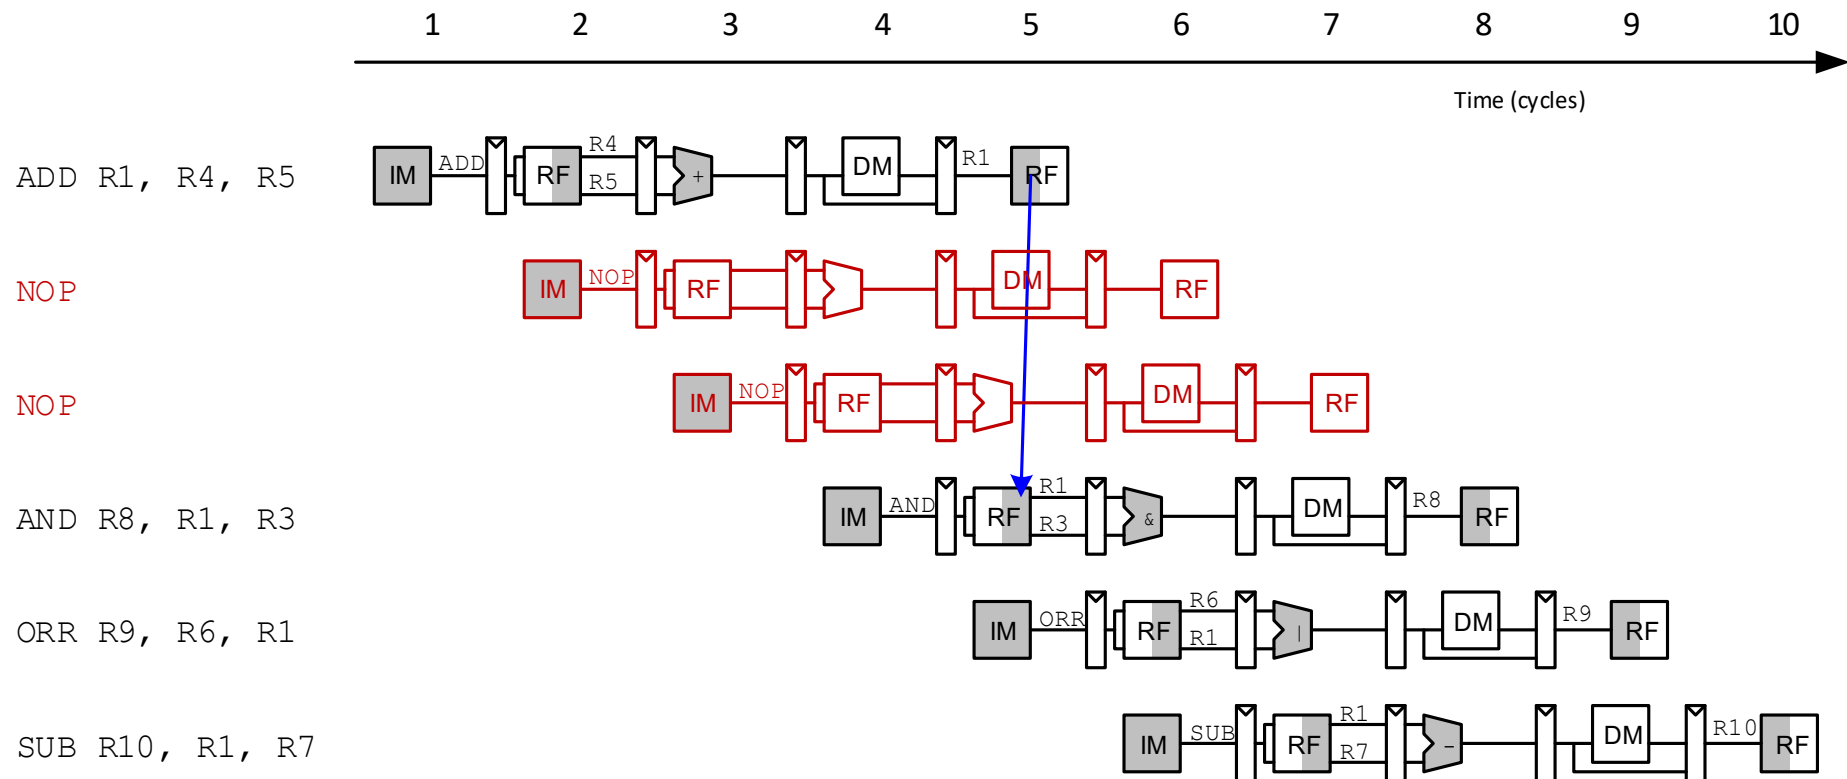 1 2 3 4 5 6 7 8 9 10
Time (cycles)
ADD R1, R4, R5 IM ADD RF R4 R5 + DM R1 RF
NOP IM NOP RF DM RF
NOP IM NOP RF DM RF
AND R8, R1, R3 IM AND RF R1 R3 & DM R8 RF
ORR R9, R6, R1 IM ORR RF R6 R1 | DM R9 RF
SUB R10, R1, R7 IM SUB RF R1 R7 - DM R10 RF